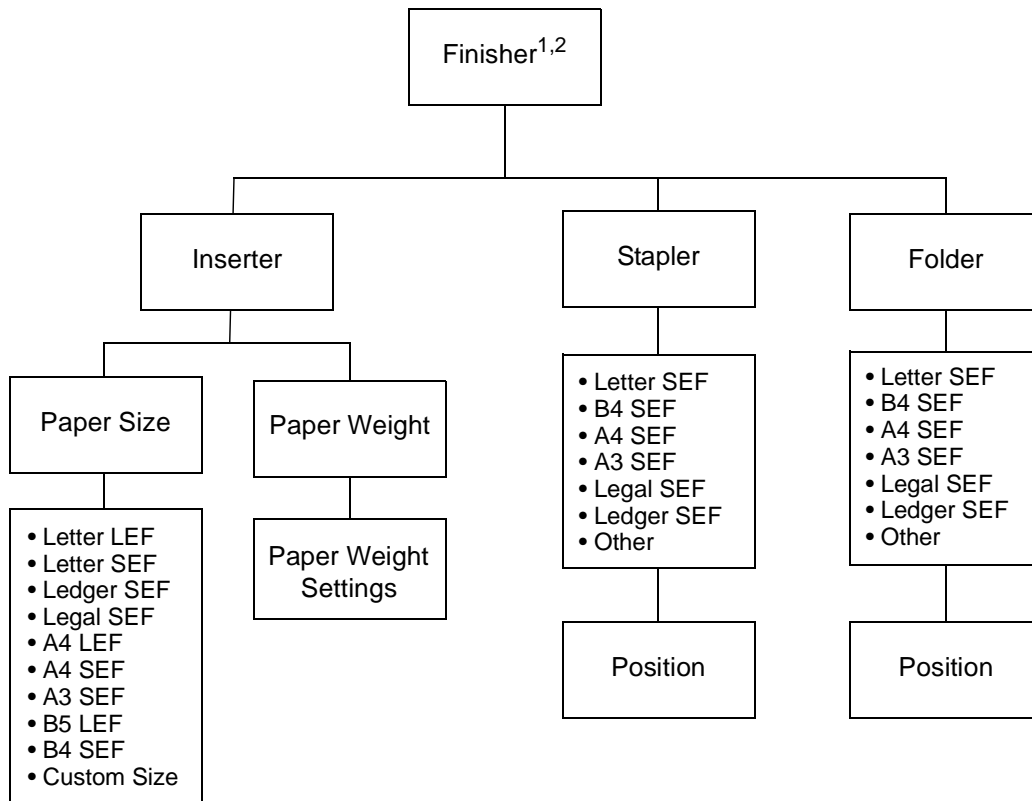 Finisher1,2
Inserter
Stapler
Folder
Paper Size
Paper Weight
• Letter LEF
• Letter SEF
• Ledger SEF
• Legal SEF
• A4 LEF
• A4 SEF
• A3 SEF
• B5 LEF
• B4 SEF
• Custom Size
Paper Weight
Settings
• Letter SEF
• B4 SEF
• A4 SEF
• A3 SEF
• Legal SEF
• Ledger SEF
• Other
Position
• Letter SEF
• B4 SEF
• A4 SEF
• A3 SEF
• Legal SEF
• Ledger SEF
• Other
Position